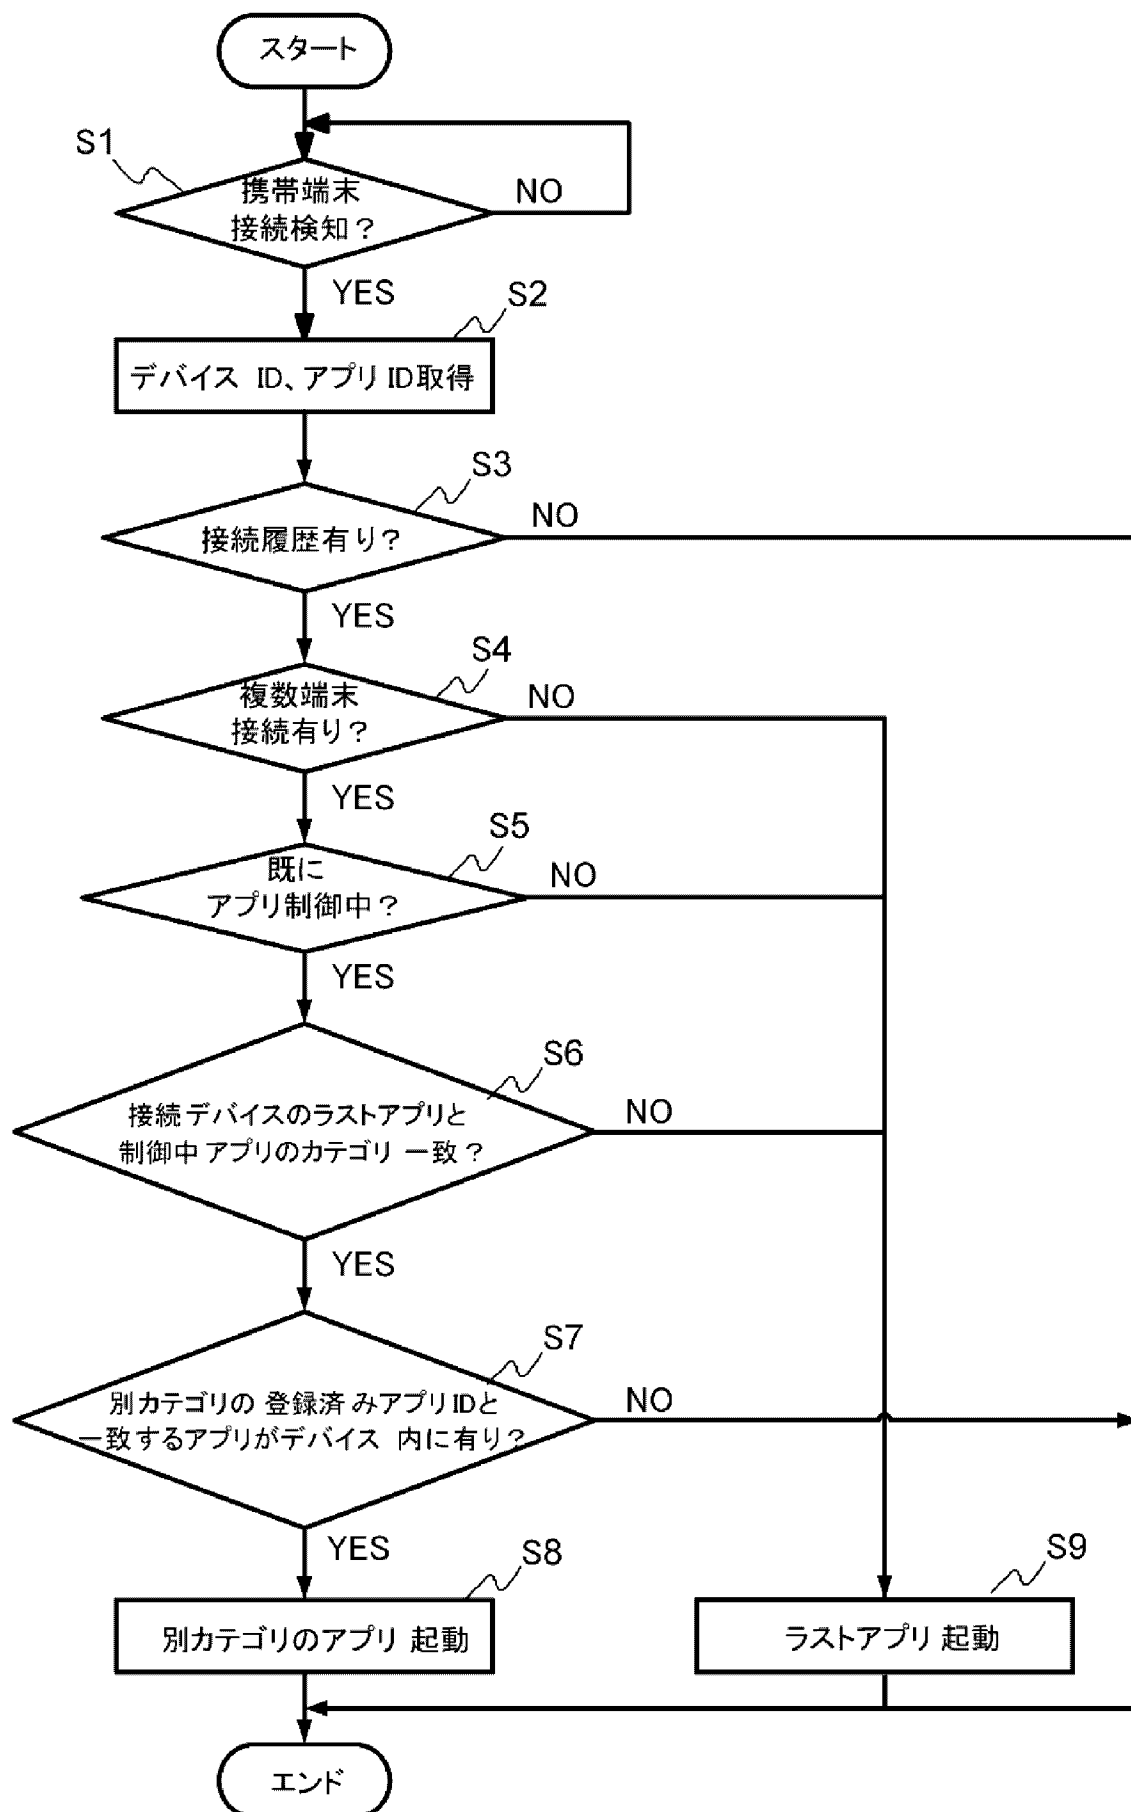 スタート
S1
携帯端末
接続検知？
NO
YES
S2
デバイス ID、アプリ ID取得
S3
接続履歴有り？
NO
YES
S4
複数端末
接続有り？
NO
YES
S5
既に
アプリ制御中？
NO
YES
S6
接続デバイスのラストアプリと
制御中アプリのカテゴリ一致？
NO
YES
S7
別カテゴリの登録済みアプリIDと
一致するアプリがデバイス内に有り？
NO
YES
S8
別カテゴリのアプリ起動
S9
ラストアプリ起動
エンド